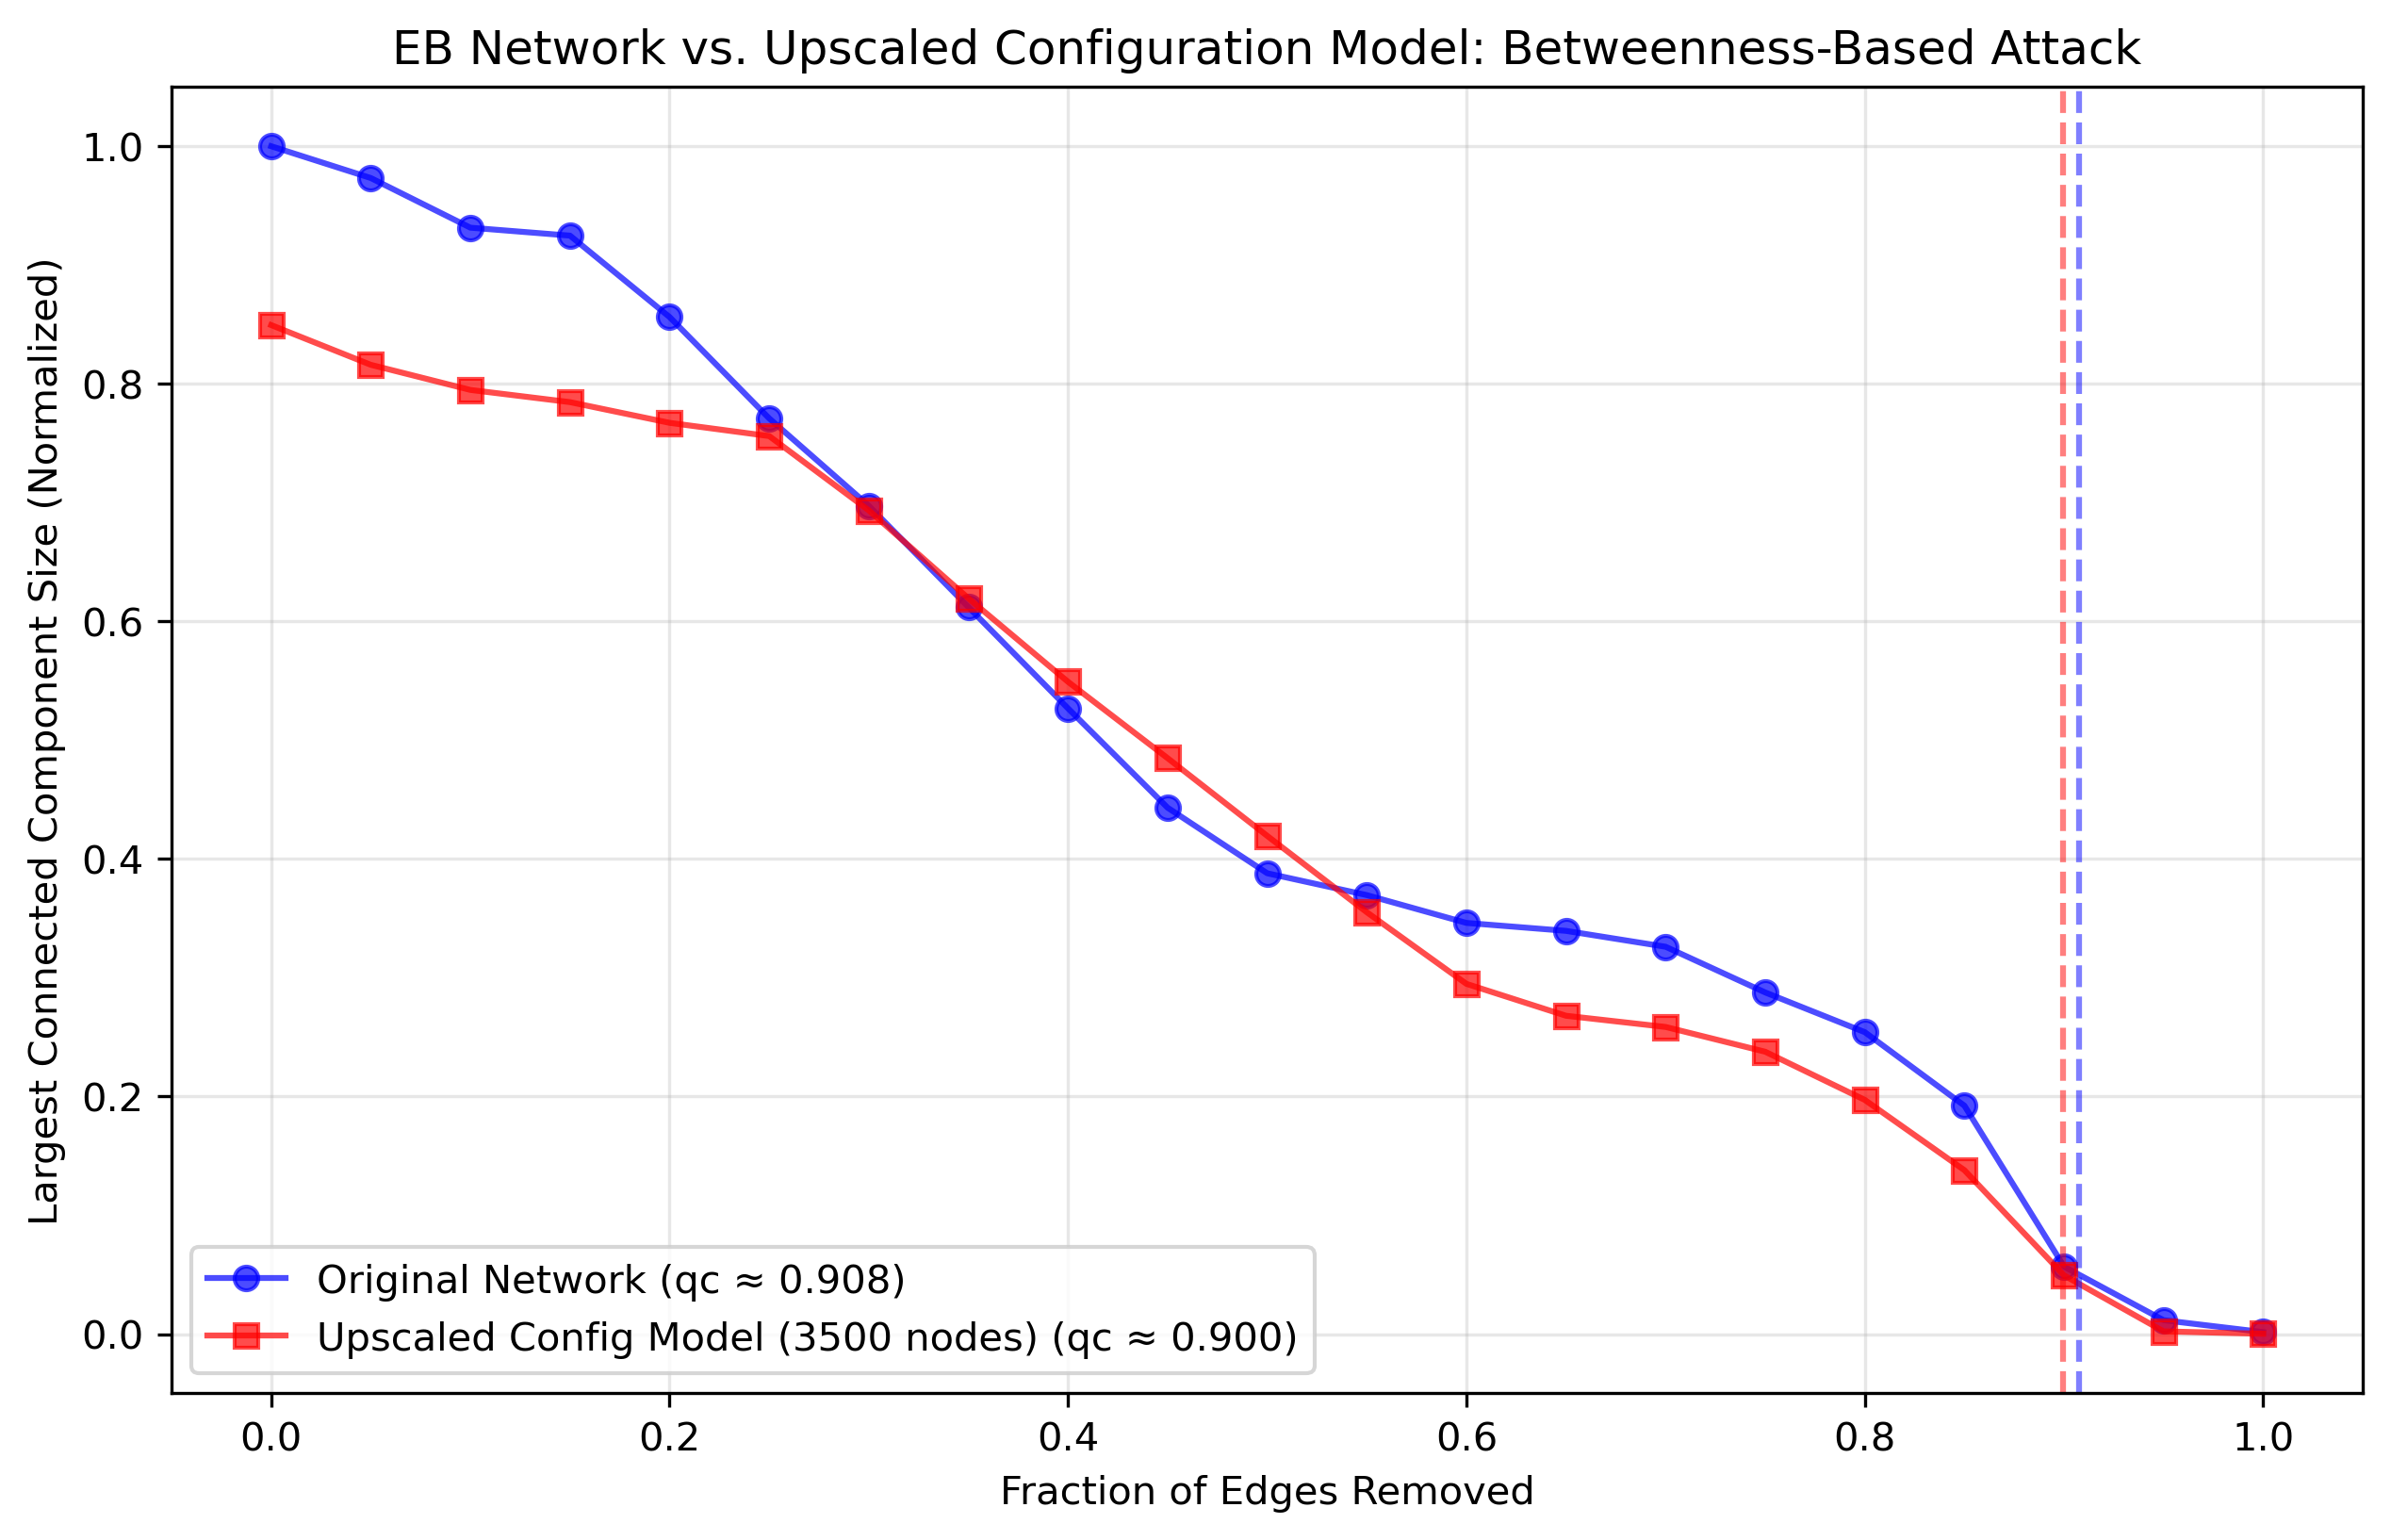 EB Network vs. Upscaled Configuration Model: Betweenness-Based Attack
Largest Connected Component Size (Normalized)
1.0
0.8
0.6
0.4
0.2
0.0
Original Network (qc ≈ 0.908)
Upscaled Config Model (3500 nodes) (qc ≈ 0.900)
0.0 0.2 0.4 0.6 0.8 1.0
Fraction of Edges Removed